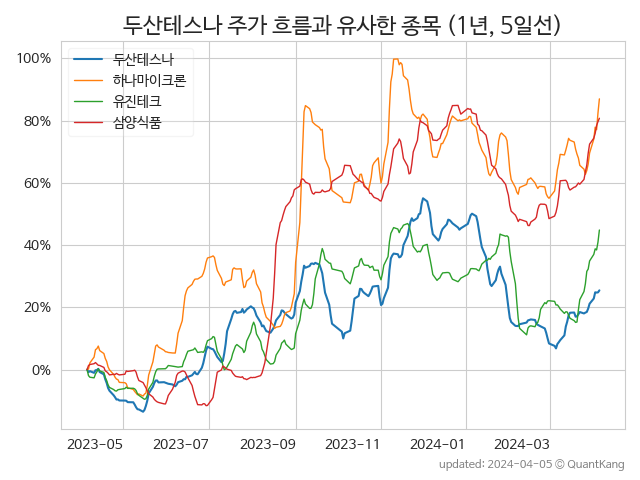 두산테스나 주가 흐름과 유사한 종목 (1년, 5일선)
두산테스나
하나마이크론
유진테크
삼양식품
100%
80%
60%
40%
20%
0%
2023-05 2023-07 2023-09 2023-11 2024-01 2024-03
updated: 2024-04-05 © QuantKang